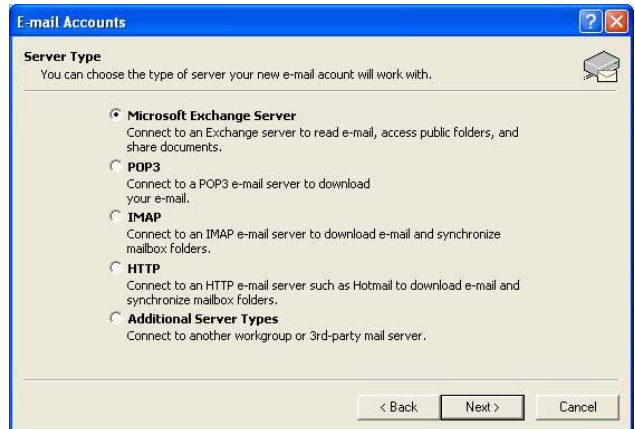 E-mail Accounts
Server Type
You can choose the type of server your new e-mail acount will work with.
Microsoft Exchange Server
Connect to an Exchange server to read e-mail, access public folders, and
share documents.
POP3
Connect to a POP3 e-mail server to download
your e-mail.
IMAP
Connect to an IMAP e-mail server to download e-mail and synchronize
mailbox folders.
HTTP
Connect to an HTTP e-mail server such as Hotmail to download e-mail and
synchronize mailbox folders.
Additional Server Types
Connect to another workgroup or 3rd-party mail server.
< Back Next > Cancel